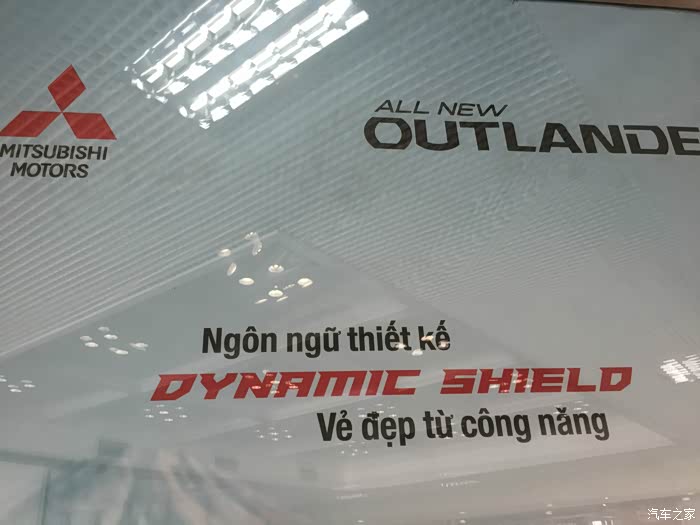 MITSUBISHI
MOTORS
ALL NEW
OUTLANDE
Ngôn ngữ thiết kế
DYNAMIC SHIELD
Vẻ đẹp từ công năng
汽车之家